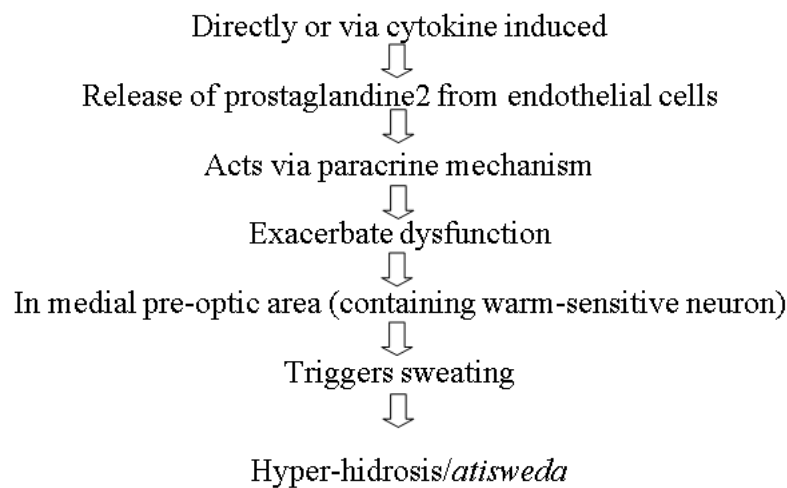 Directly or via cytokine induced
Release of prostaglandine2 from endothelial cells
Acts via paracrine mechanism
Exacerbate dysfunction
In medial pre-optic area (containing warm-sensitive neuron)
Triggers sweating
Hyper-hidrosis/atisweda